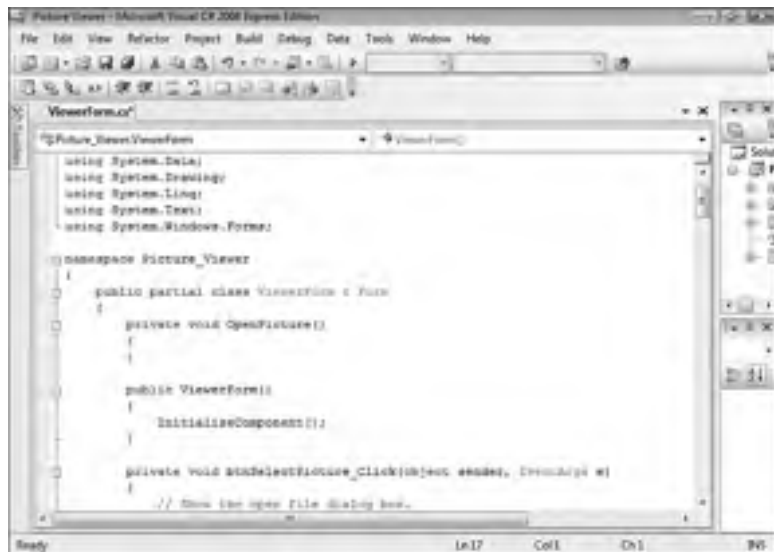 Picture Viewer - Microsoft Visual C# 2008 Express Edition
File Edit View Refactor Project Build Debug Data Tools Window Help
ViewerForm.cs*
Picture_Viewer.ViewerForm ViewerForm()
using System.Data;
using System.Drawing;
using System.Linq;
using System.Text;
using System.Windows.Forms;
namespace Picture_Viewer
{
public partial class ViewerForm : Form
{
private void OpenPicture()
{
}
public ViewerForm()
{
InitializeComponent();
}
private void btnSelectPicture_Click(object sender, EventArgs e)
{
// Show the open file dialog box.
Solu
Ready Ln 17 Col 1 Ch 1 INS